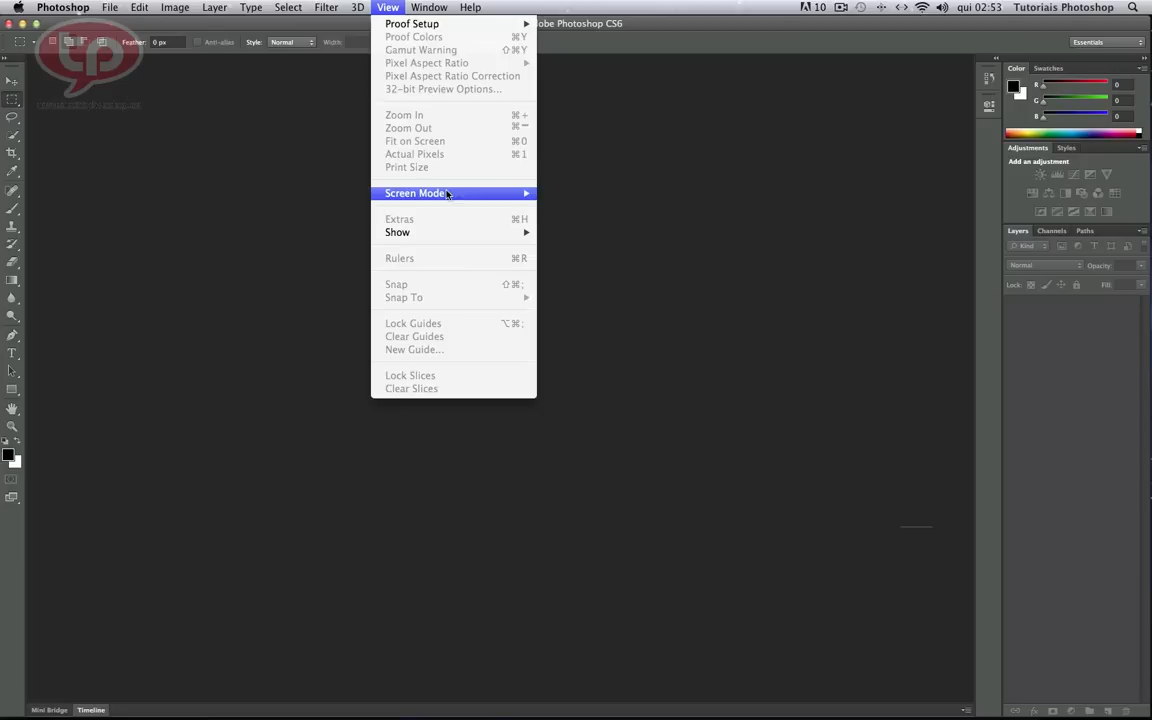 Photoshop File Edit Image Layer Type Select Filter 3D View Window Help 10 qui 02:53 Tutoriais Photoshop
dobe Photoshop CS6
Feather: 0 px Anti-alias Style: Normal Width: Essentials
tp
Proof Setup
Proof Colors ⌘Y
Gamut Warning ⇧⌘Y
Pixel Aspect Ratio
Pixel Aspect Ratio Correction
32-bit Preview Options...
Zoom In ⌘+
Zoom Out ⌘−
Fit on Screen ⌘0
Actual Pixels ⌘1
Print Size
Screen Mode
Extras ⌘H
Show
Rulers ⌘R
Snap ⇧⌘;
Snap To
Lock Guides ⌥⌘;
Clear Guides
New Guide...
Lock Slices
Clear Slices
Color Swatches
R 0
G 0
B 0
Adjustments Styles
Add an adjustment
Layers Channels Paths
Kind
Normal Opacity:
Lock: Fill:
Mini Bridge Timeline